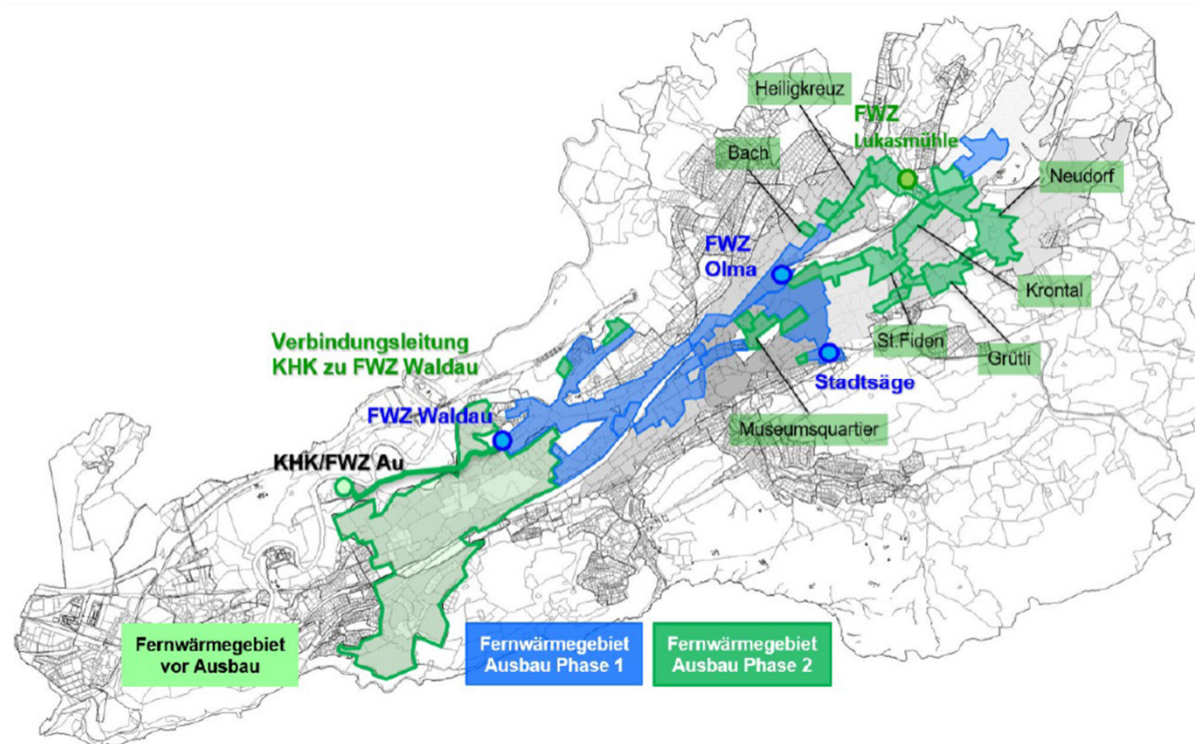 Heiligkreuz
FWZ
Lukasmühle
Bach
Neudorf
FWZ
Olma
Krontal
St.Fiden
Grütli
Verbindungsleitung
KHK zu FWZ Waldau
Stadtsäge
FWZ Waldau
Museumsquartier
KHK/FWZ Au
Fernwärmegebiet
vor Ausbau
Fernwärmegebiet
Ausbau Phase 1
Fernwärmegebiet
Ausbau Phase 2